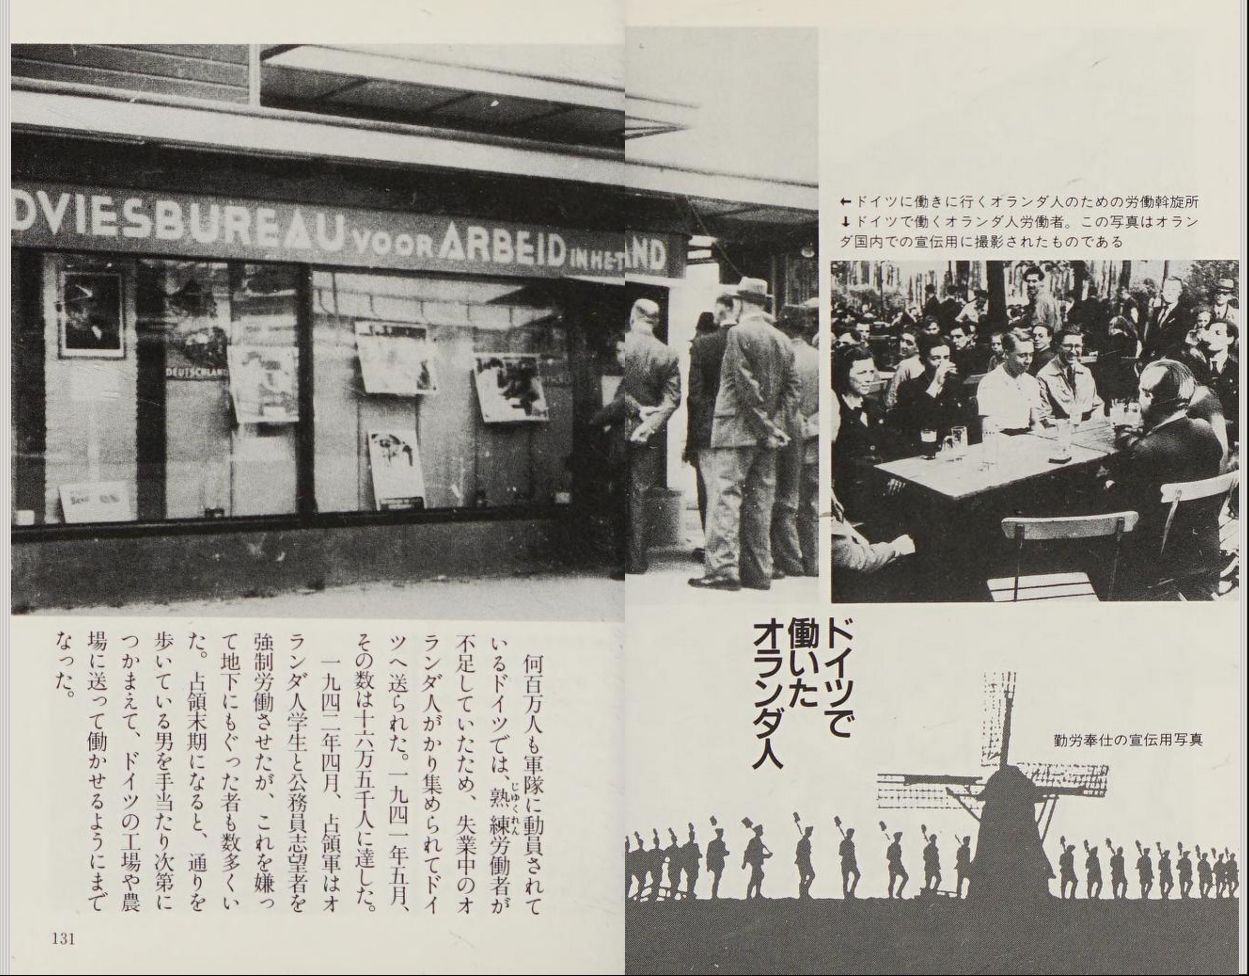 ←ドイツに働きに行くオランダ人のための労働斡旋所
↓ドイツで働くオランダ人労働者。この写真はオラン
ダ国内での宣伝用に撮影されたものである
DVIESBUREAU VOOR ARBEID IN HET
AND
DEUTSCHLAND
ドイツで
働いた
オランダ人
勤労奉仕の宣伝用写真
何百万人も軍隊に動員されて
いるドイツでは、熟練労働者が
じゆくれん
不足していたため、失業中のオ
ランダ人がかり集められてドイ
ツへ送られた。一九四一年五月、
その数は十六万五千人に達した。
一九四二年四月、占領軍はオ
ランダ人学生と公務員志望者を
強制労働させたが、これを嫌っ
て地下にもぐった者も数多くい
た。占領末期になると、通りを
歩いている男を手当たり次第に
つかまえて、ドイツの工場や農
場に送って働かせるようにまで
なった。
131